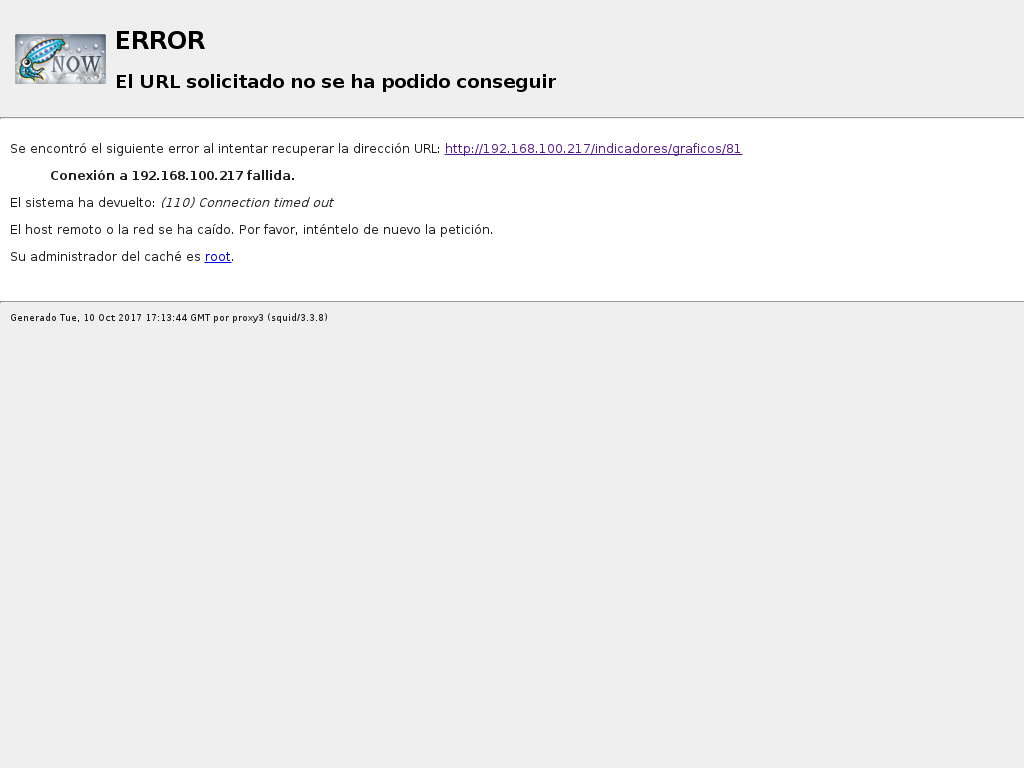 NOW
ERROR
El URL solicitado no se ha podido conseguir
Se encontró el siguiente error al intentar recuperar la dirección URL: http://192.168.100.217/indicadores/graficos/81
Conexión a 192.168.100.217 fallida.
El sistema ha devuelto: (110) Connection timed out
El host remoto o la red se ha caído. Por favor, inténtelo de nuevo la petición.
Su administrador del caché es root.
Generado Tue, 10 Oct 2017 17:13:44 GMT por proxy3 (squid/3.3.8)